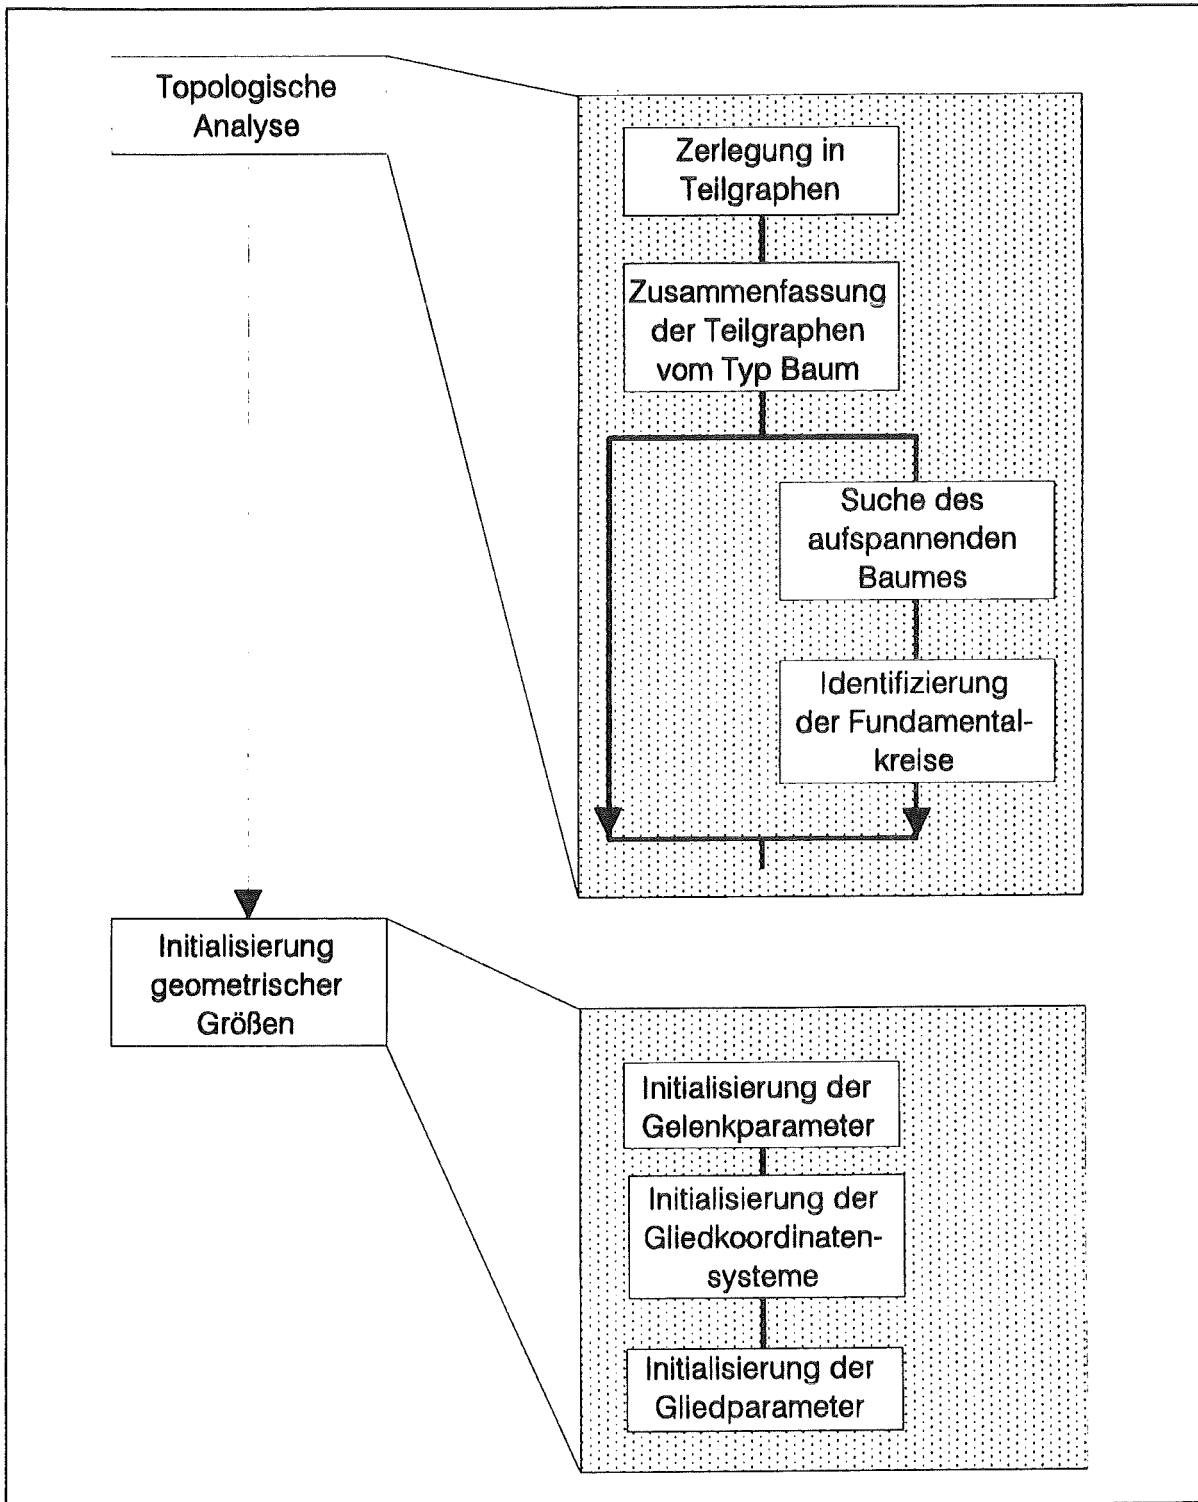 Topologische
Analyse
Zerlegung in
Teilgraphen
Zusammenfassung
der Teilgraphen
vom Typ Baum
Suche des
aufspannenden
Baumes
Identifizierung
der Fundamental-
kreise
Initialisierung
geometrischer
Größen
Initialisierung der
Gelenkparameter
Initialisierung der
Gliedkoordinaten-
systeme
Initialisierung der
Gliedparameter